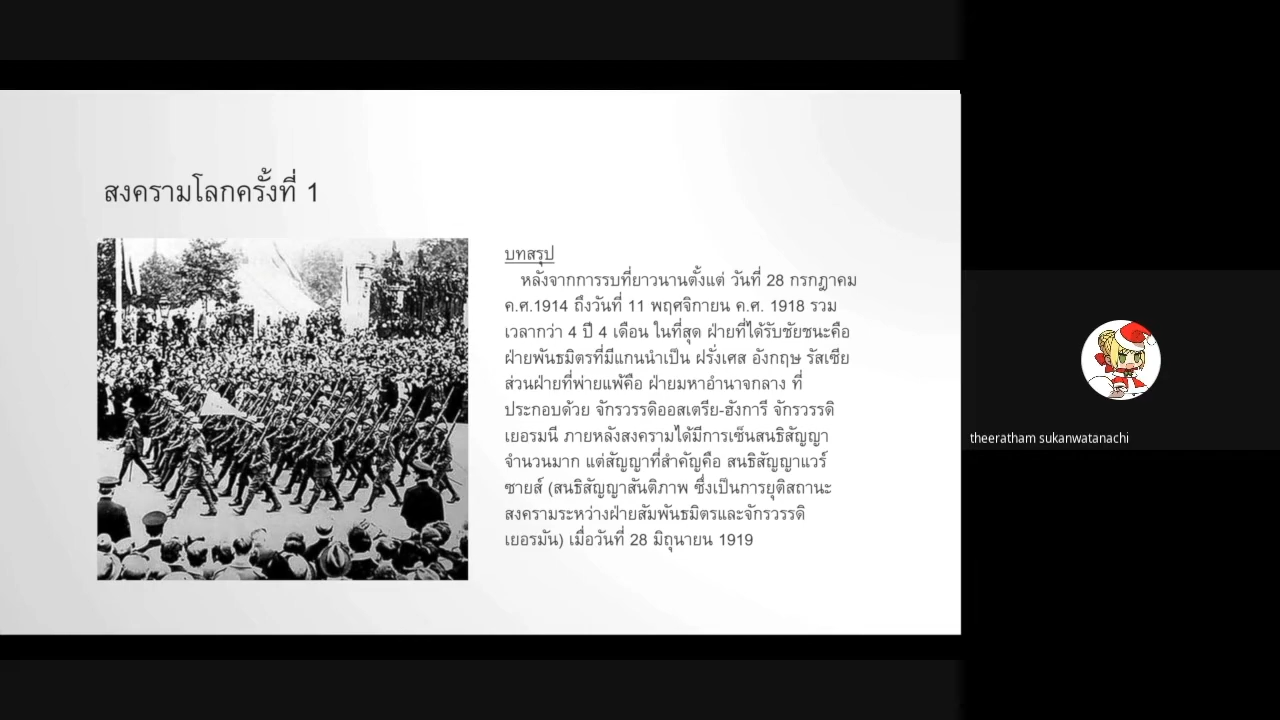 สงครามโลกครั้งที่ 1
บทสรุป
หลังจากการรบที่ยาวนานตั้งแต่ วันที่ 28 กรกฎาคม
ค.ศ.1914 ถึงวันที่ 11 พฤศจิกายน ค.ศ. 1918 รวม
เวลากว่า 4 ปี 4 เดือน ในที่สุด ฝ่ายที่ได้รับชัยชนะคือ
ฝ่ายพันธมิตรที่มีแกนนำเป็น ฝรั่งเศส อังกฤษ รัสเซีย
ส่วนฝ่ายที่พ่ายแพ้คือ ฝ่ายมหาอำนาจกลาง ที่
ประกอบด้วย จักรวรรดิออสเตรีย-ฮังการี จักรวรรดิ
เยอรมนี ภายหลังสงครามได้มีการเซ็นสนธิสัญญา
จำนวนมาก แต่สัญญาที่สำคัญคือ สนธิสัญญาแวร์
ซายส์ (สนธิสัญญาสันติภาพ ซึ่งเป็นการยุติสถานะ
สงครามระหว่างฝ่ายสัมพันธมิตรและจักรวรรดิ
เยอรมัน) เมื่อวันที่ 28 มิถุนายน 1919
theeratham sukanwatanachi